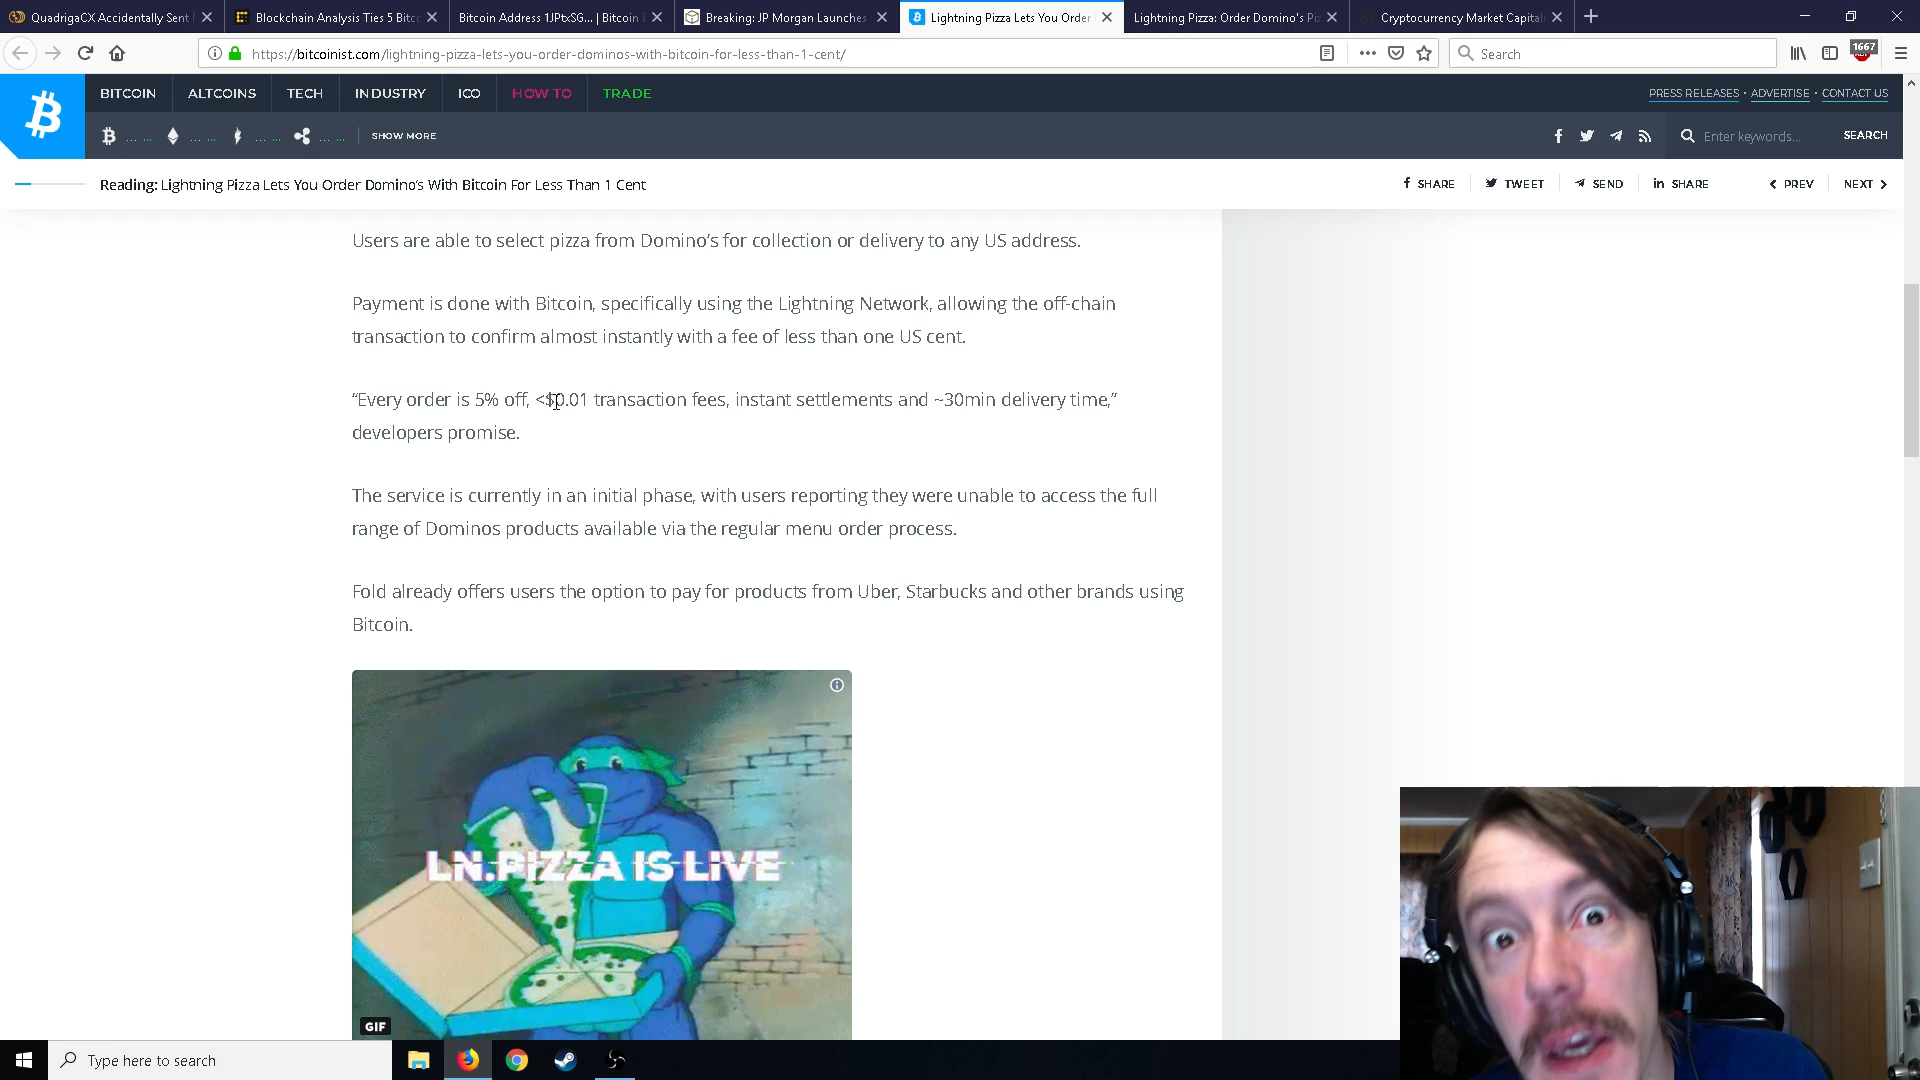 QuadrigaCX Accidentally Sent
Blockchain Analysis Ties 5 Bitc
Bitcoin Address 1JPtxSG... | Bitcoin
Breaking: JP Morgan Launches
Lightning Pizza Lets You Order
Lightning Pizza: Order Domino's Pi
Cryptocurrency Market Capital
https://bitcoinist.com/lightning-pizza-lets-you-order-dominos-with-bitcoin-for-less-than-1-cent/
Search
1667
BITCOIN ALTCOINS TECH INDUSTRY ICO HOW TO TRADE
PRESS RELEASES • ADVERTISE • CONTACT US
... ... ... ... ... ... ... ... SHOW MORE
Enter keywords... SEARCH
Reading: Lightning Pizza Lets You Order Domino’s With Bitcoin For Less Than 1 Cent
SHARE TWEET SEND in SHARE PREV NEXT
Users are able to select pizza from Domino’s for collection or delivery to any US address.
Payment is done with Bitcoin, specifically using the Lightning Network, allowing the off-chain
transaction to confirm almost instantly with a fee of less than one US cent.
“Every order is 5% off, <$0.01 transaction fees, instant settlements and ~30min delivery time,”
developers promise.
The service is currently in an initial phase, with users reporting they were unable to access the full
range of Dominos products available via the regular menu order process.
Fold already offers users the option to pay for products from Uber, Starbucks and other brands using
Bitcoin.
LN.PIZZA IS LIVE
GIF
Type here to search